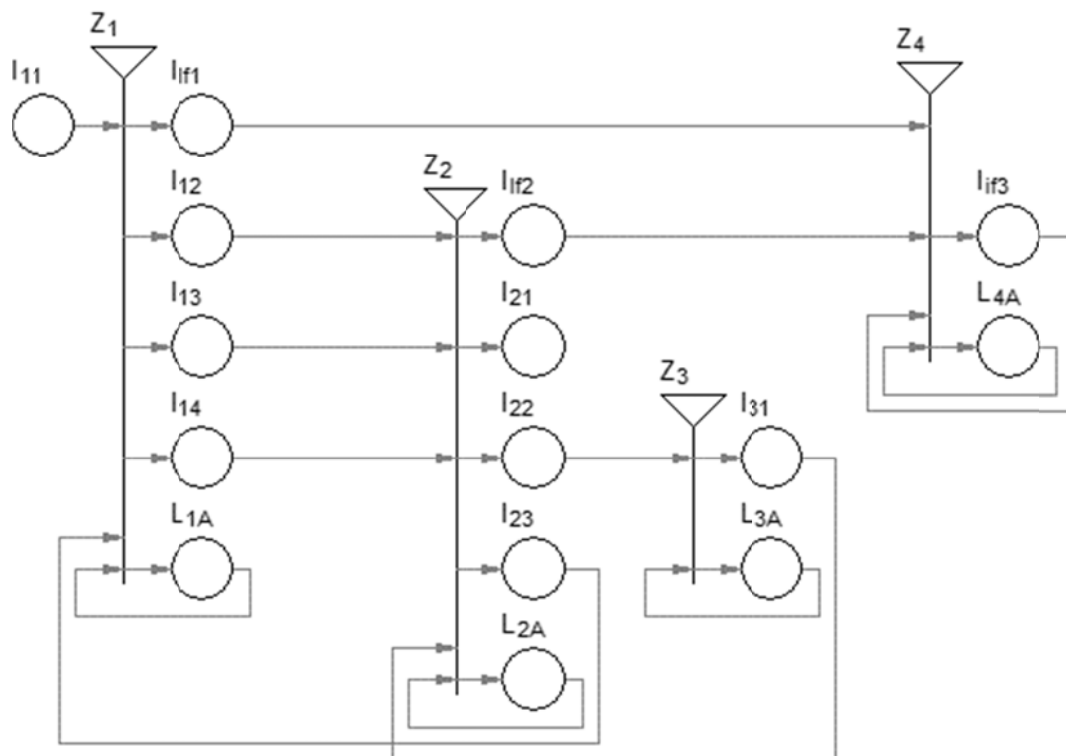 Z1
Z4
I11
Ilf1
Z2
I12
Ilf2
Iif3
I13
I21
L4A
Z3
I14
I22
I31
L1A
I23
L3A
L2A